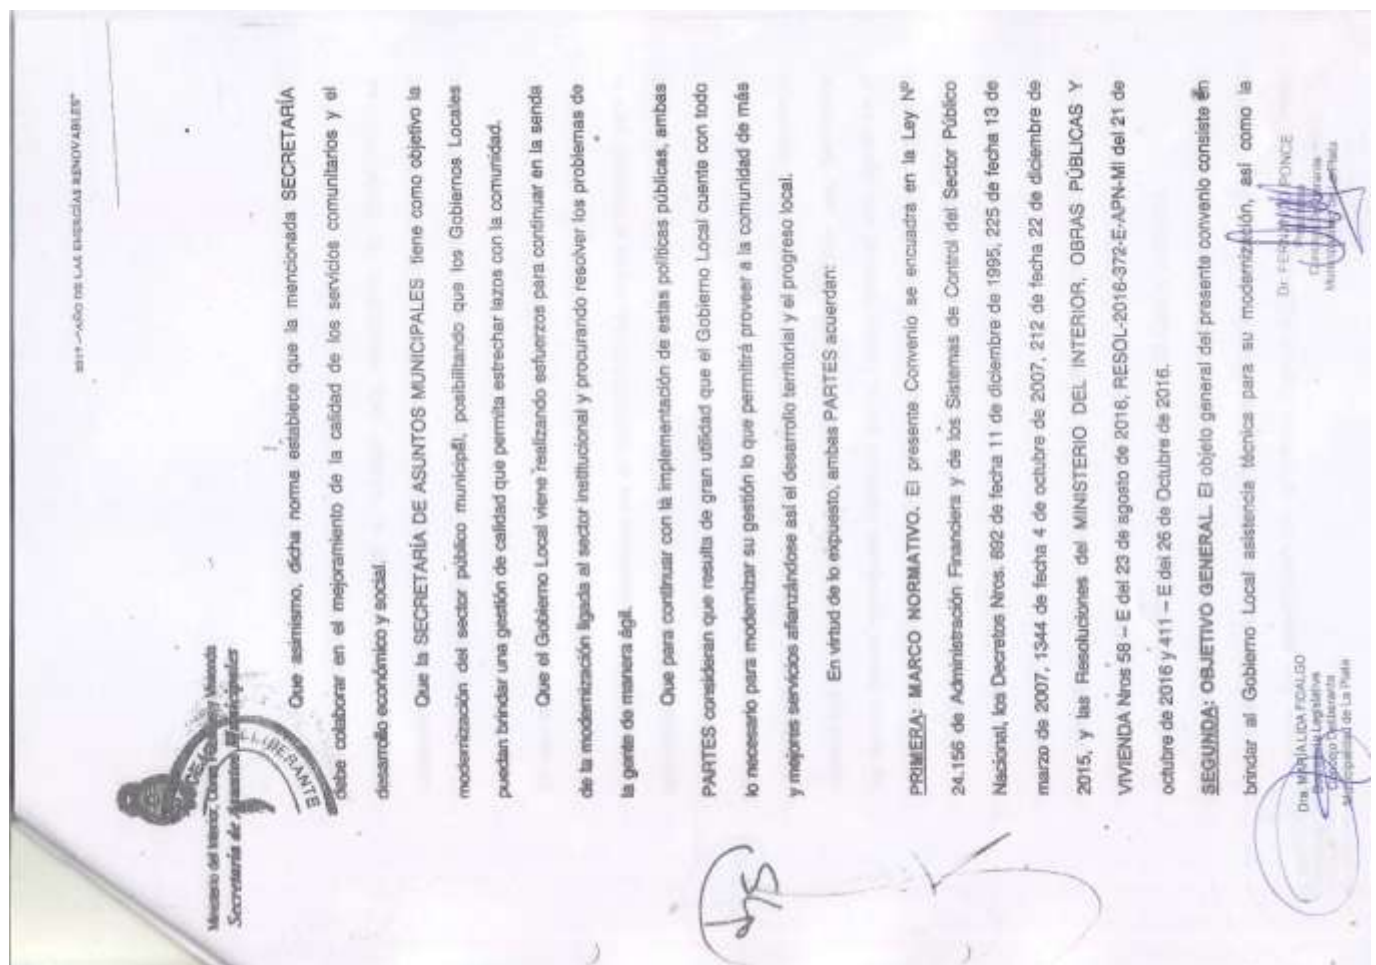 2017 – AÑO DE LAS ENERGÍAS RENOVABLES"
Ministerio del Interior, Obras Públicas y Vivienda
Secretaría de Asuntos Municipales
DELIBERANTE
Que asimismo, dicha norma establece que la mencionada SECRETARÍA
debe colaborar en el mejoramiento de la calidad de los servicios comunitarios y el
desarrollo económico y social.
Que la SECRETARÍA DE ASUNTOS MUNICIPALES tiene como objetivo la
modernización del sector público municipal, posibilitando que los Gobiernos Locales
puedan brindar una gestión de calidad que permita estrechar lazos con la comunidad.
Que el Gobierno Local viene realizando esfuerzos para continuar en la senda
de la modernización ligada al sector institucional y procurando resolver los problemas de
la gente de manera ágil.
Que para continuar con la implementación de estas políticas públicas, ambas
PARTES consideran que resulta de gran utilidad que el Gobierno Local cuente con todo
lo necesario para modernizar su gestión lo que permitirá proveer a la comunidad de más
y mejores servicios afianzándose así el desarrollo territorial y el progreso local.
En virtud de lo expuesto, ambas PARTES acuerdan:
PRIMERA: MARCO NORMATIVO. El presente Convenio se encuadra en la Ley Nº
24.156 de Administración Financiera y de los Sistemas de Control del Sector Público
Nacional, los Decretos Nros. 892 de fecha 11 de diciembre de 1995, 225 de fecha 13 de
marzo de 2007, 1344 de fecha 4 de octubre de 2007, 212 de fecha 22 de diciembre de
2015, y las Resoluciones del MINISTERIO DEL INTERIOR, OBRAS PÚBLICAS Y
VIVIENDA Nros 58 – E del 23 de agosto de 2016, RESOL-2016-372-E-APN-MI del 21 de
octubre de 2016 y 411 – E del 26 de Octubre de 2016.
SEGUNDA: OBJETIVO GENERAL. El objeto general del presente convenio consiste en
brindar al Gobierno Local asistencia técnica para su modernización, así como la
Dra. MARIA LIDIA FIDALGO
Legislativa
Concejo Deliberante
Municipalidad de La Plata
Dr. PONCE